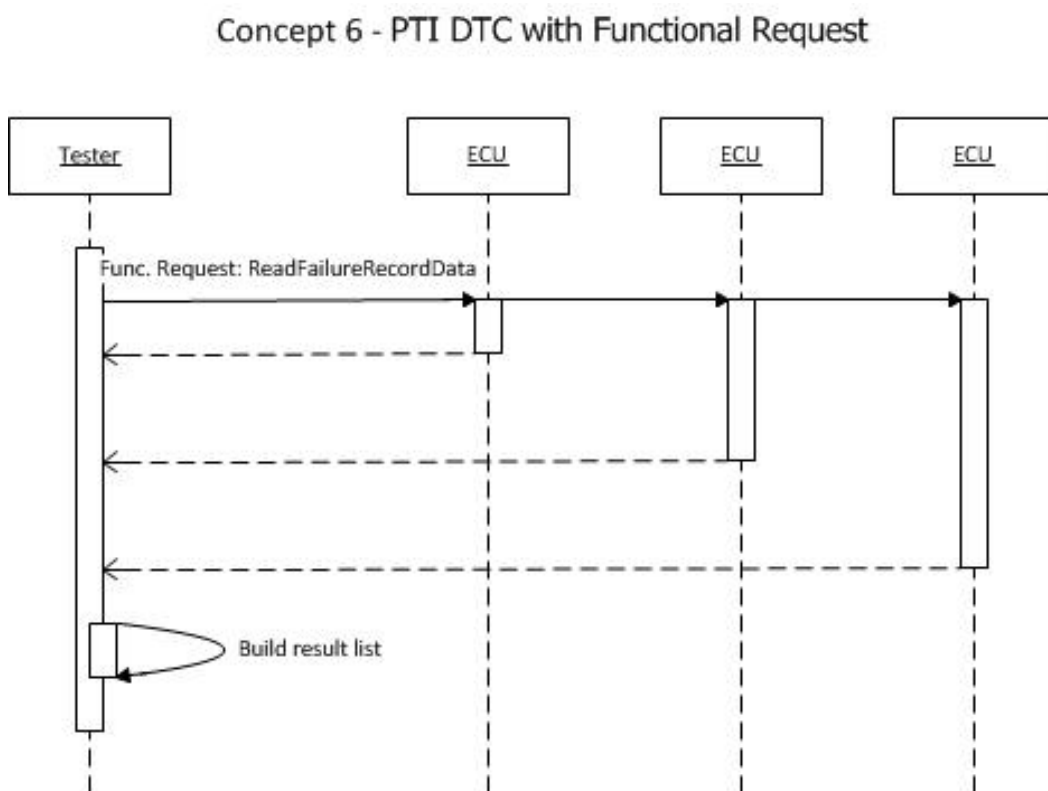 Concept 6 - PTI DTC with Functional Request
Tester
ECU
ECU
ECU
Func. Request: ReadFailureRecordData
Build result list